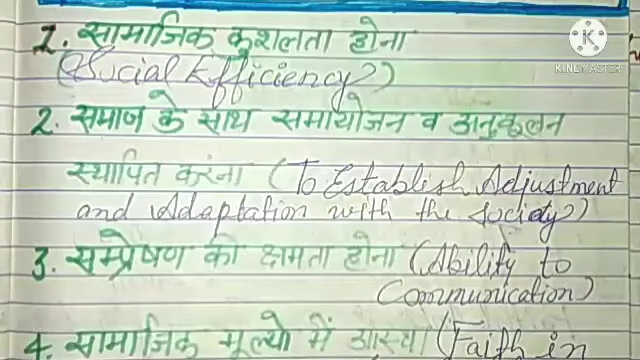 1. सामाजिक कुशलता होना
(Social Efficiency)
2. समाज के साथ समायोजन व अनुकूलन
स्थापित करना (To Establish Adjustment
and Adaptation with the society)
3. सम्प्रेषण की क्षमता होना (Ability to
Communication)
4. सामाजिक मूल्यो में आस्था (Faith in
KINEMASTER